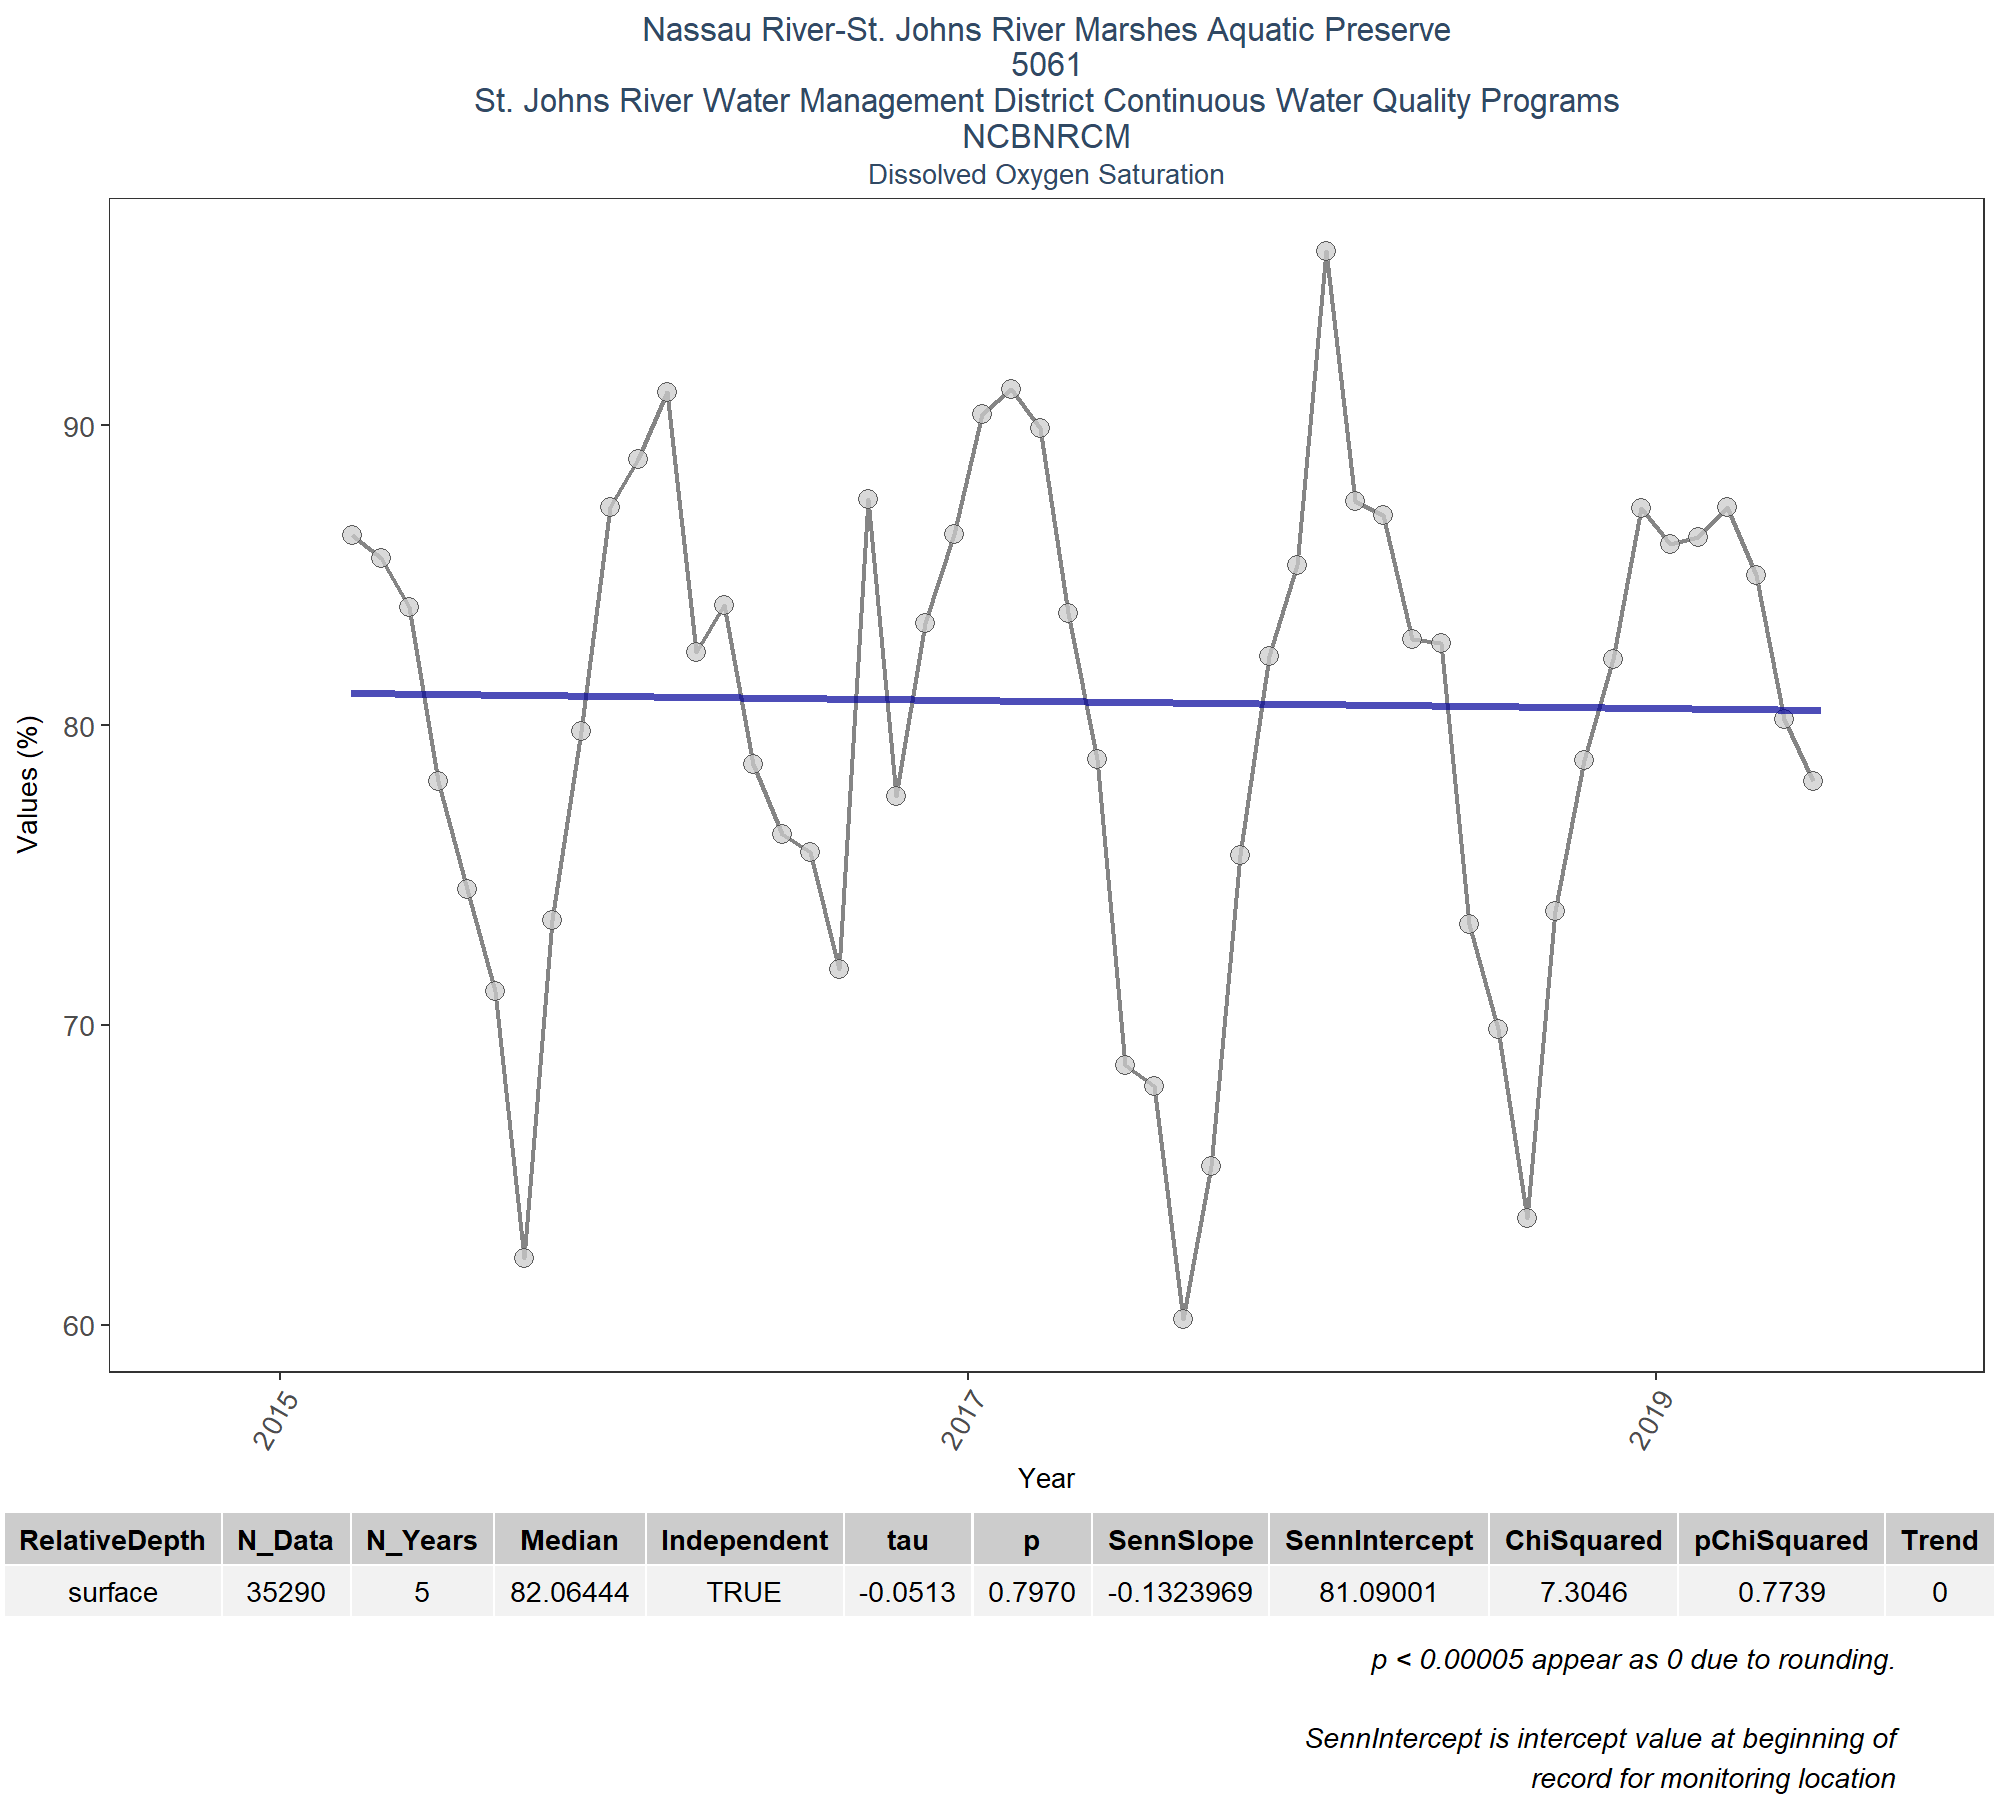 Nassau River-St. Johns River Marshes Aquatic Preserve
5061
St. Johns River Water Management District Continuous Water Quality Programs
NCBNRCM
Dissolved Oxygen Saturation
Values (%)
90
80
70
60
2015
2017
2019
Year
RelativeDepth N_Data N_Years Median Independent tau p SennSlope SennIntercept ChiSquared pChiSquared Trend
surface 35290 5 82.06444 TRUE -0.0513 0.7970 -0.1323969 81.09001 7.3046 0.7739 0
p < 0.00005 appear as 0 due to rounding.
SennIntercept is intercept value at beginning of
record for monitoring location